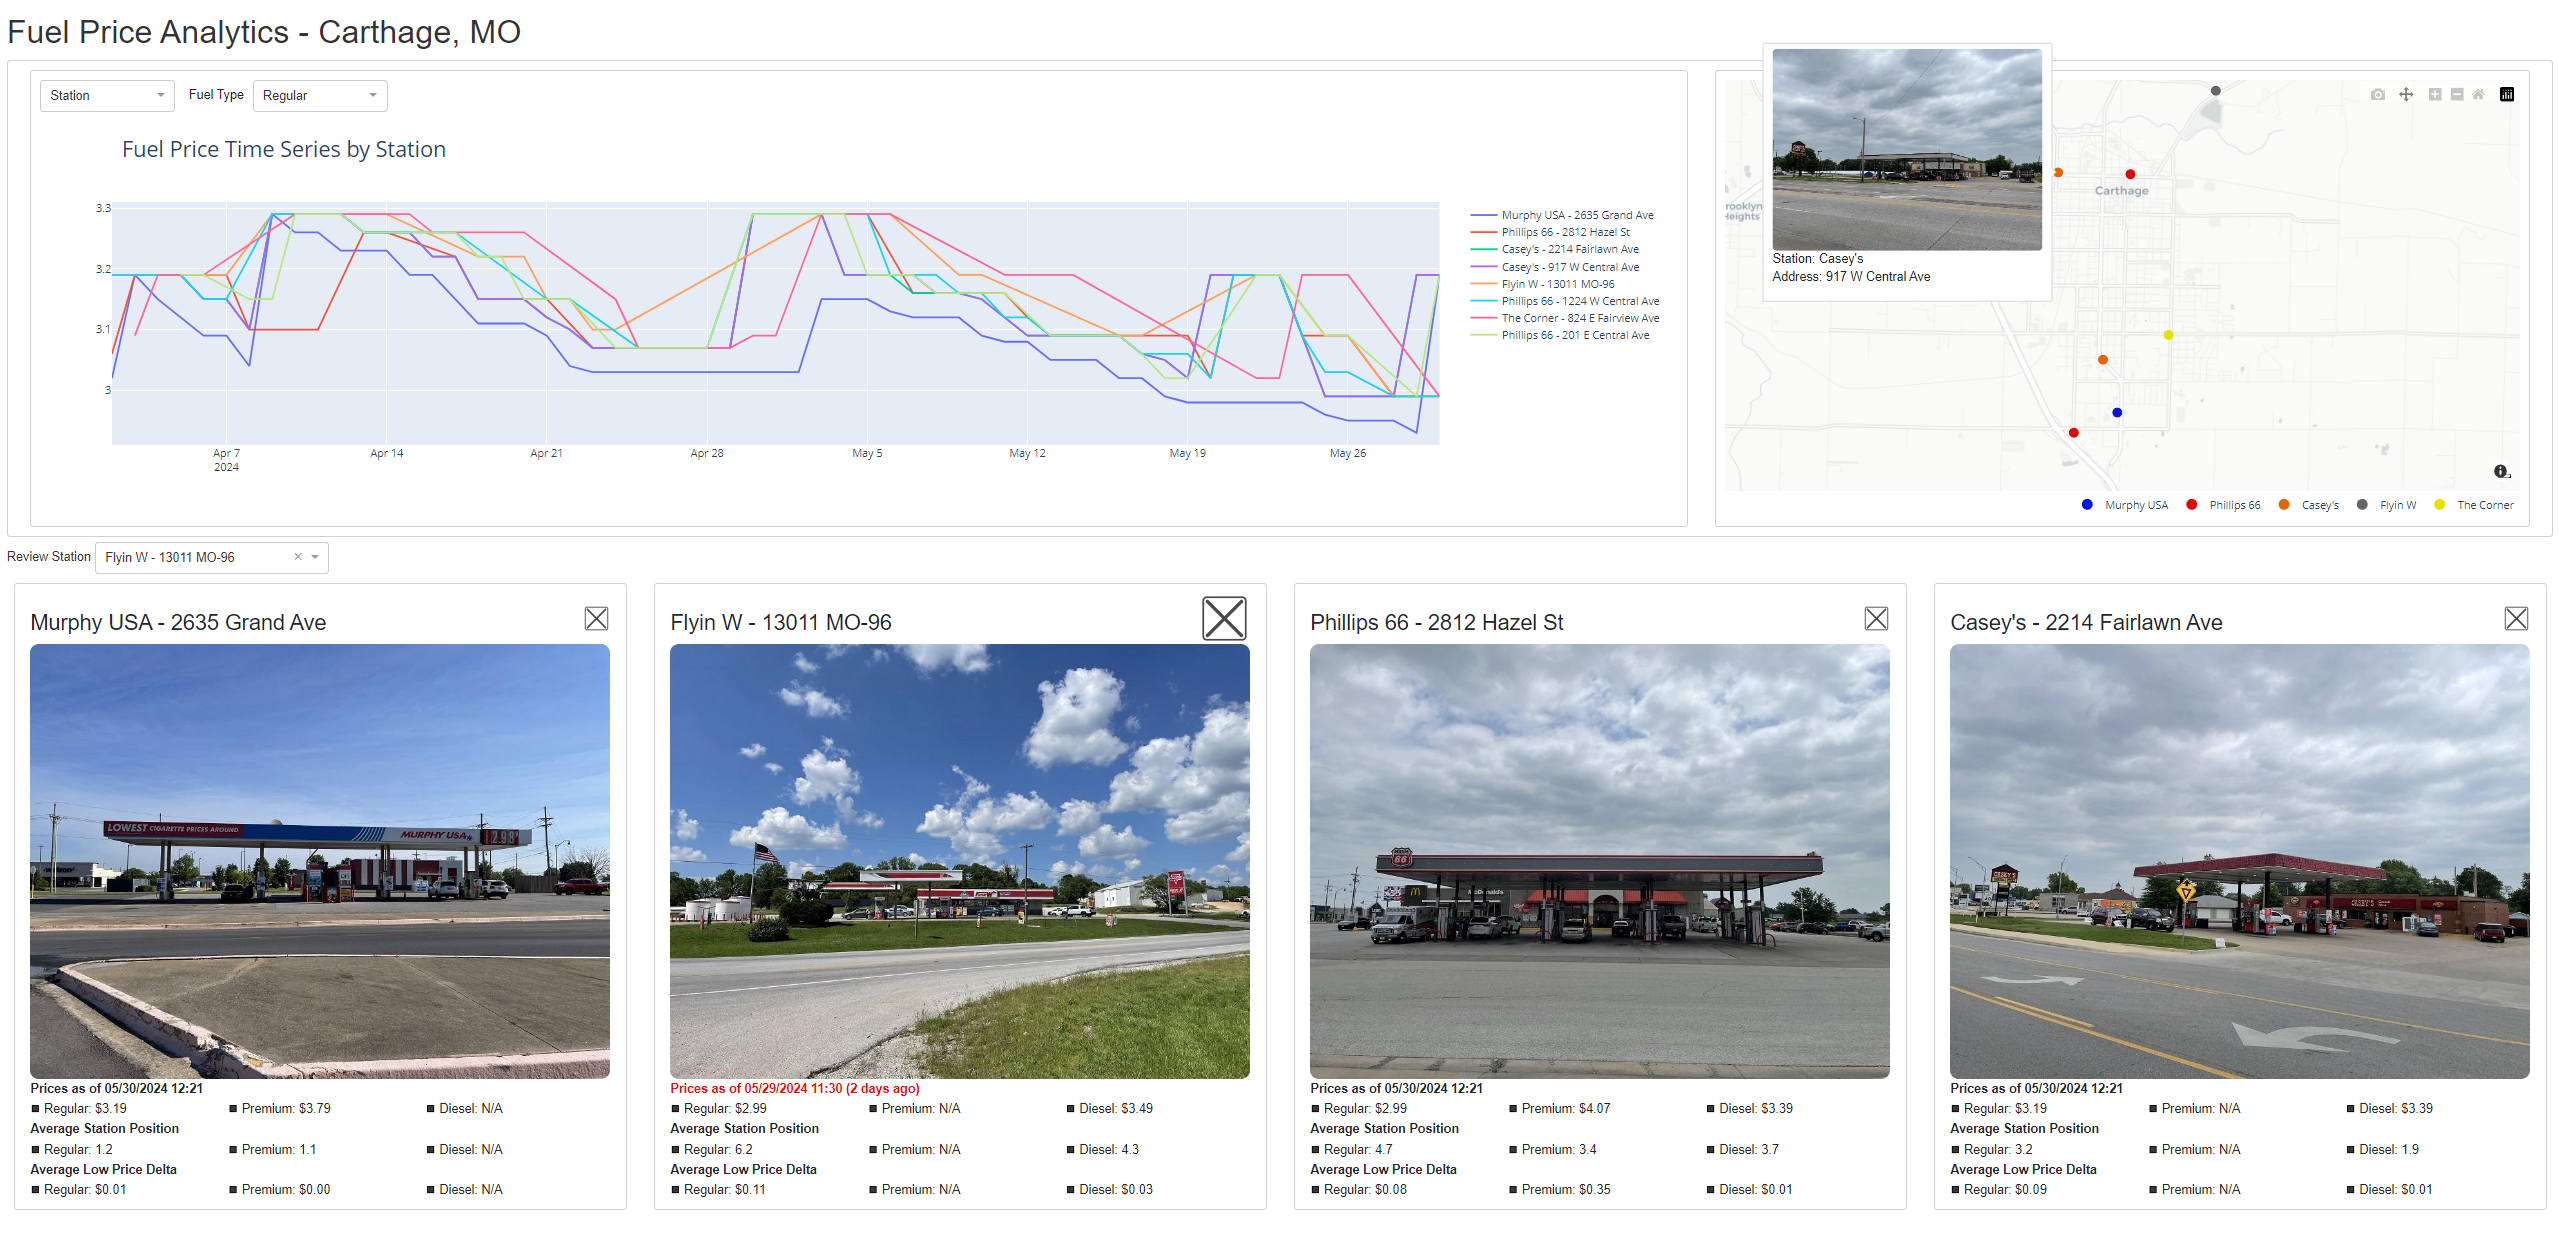 Fuel Price Analytics - Carthage, MO
Station
Fuel Type
Regular
Fuel Price Time Series by Station
3.3
3.2
3.1
3
Apr 7
2024
Apr 14
Apr 21
Apr 28
May 5
May 12
May 19
May 26
Murphy USA - 2635 Grand Ave
Phillips 66 - 2812 Hazel St
Casey's - 2214 Fairlawn Ave
Casey's - 917 W Central Ave
Flyin W - 13011 MO-96
Phillips 66 - 1224 W Central Ave
The Corner - 824 E Fairview Ave
Phillips 66 - 201 E Central Ave
Station: Casey's
Address: 917 W Central Ave
Carthage
rooklyn
Heights
Murphy USA
Phillips 66
Casey's
Flyin W
The Corner
Review Station
Flyin W - 13011 MO-96
Murphy USA - 2635 Grand Ave
LOWEST CIGARETTE PRICES AROUND
MURPHY USA
2.98
Prices as of 05/30/2024 12:21
Regular: $3.19 Premium: $3.79 Diesel: N/A
Average Station Position
Regular: 1.2 Premium: 1.1 Diesel: N/A
Average Low Price Delta
Regular: $0.01 Premium: $0.00 Diesel: N/A
Flyin W - 13011 MO-96
Prices as of 05/29/2024 11:30 (2 days ago)
Regular: $2.99 Premium: N/A Diesel: $3.49
Average Station Position
Regular: 6.2 Premium: N/A Diesel: 4.3
Average Low Price Delta
Regular: $0.11 Premium: N/A Diesel: $0.03
Phillips 66 - 2812 Hazel St
66
McDonald's
Prices as of 05/30/2024 12:21
Regular: $2.99 Premium: $4.07 Diesel: $3.39
Average Station Position
Regular: 4.7 Premium: 3.4 Diesel: 3.7
Average Low Price Delta
Regular: $0.08 Premium: $0.35 Diesel: $0.01
Casey's - 2214 Fairlawn Ave
CASEY'S
CASEY'S
Prices as of 05/30/2024 12:21
Regular: $3.19 Premium: N/A Diesel: $3.39
Average Station Position
Regular: 3.2 Premium: N/A Diesel: 1.9
Average Low Price Delta
Regular: $0.09 Premium: N/A Diesel: $0.01